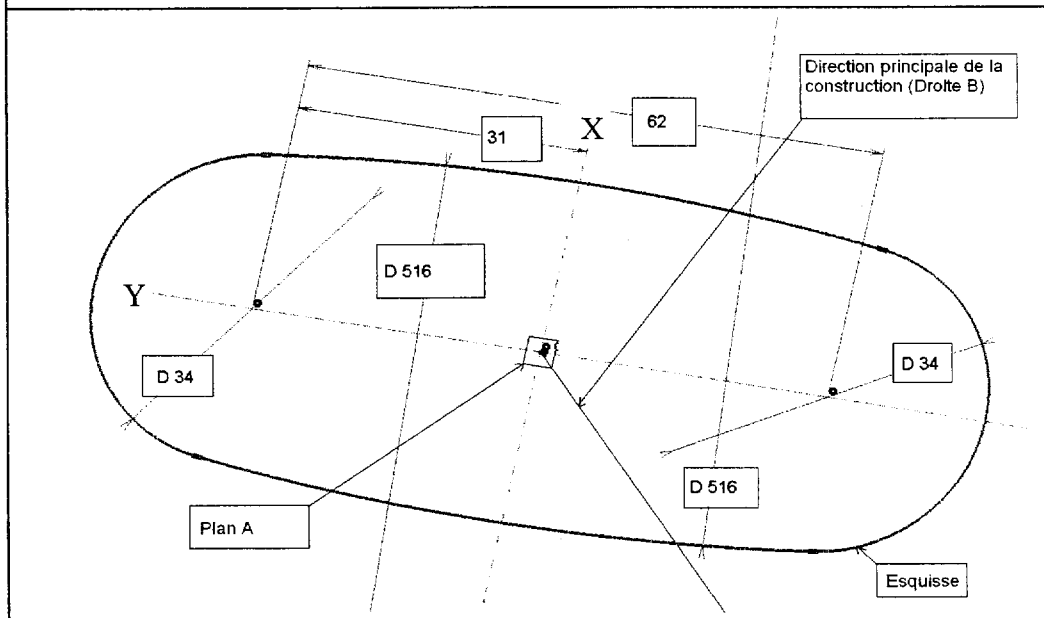 Direction principale de la
construction (Droite B)
62
31
X
D 516
Y
D 34
D 34
D 516
Plan A
Esquisse